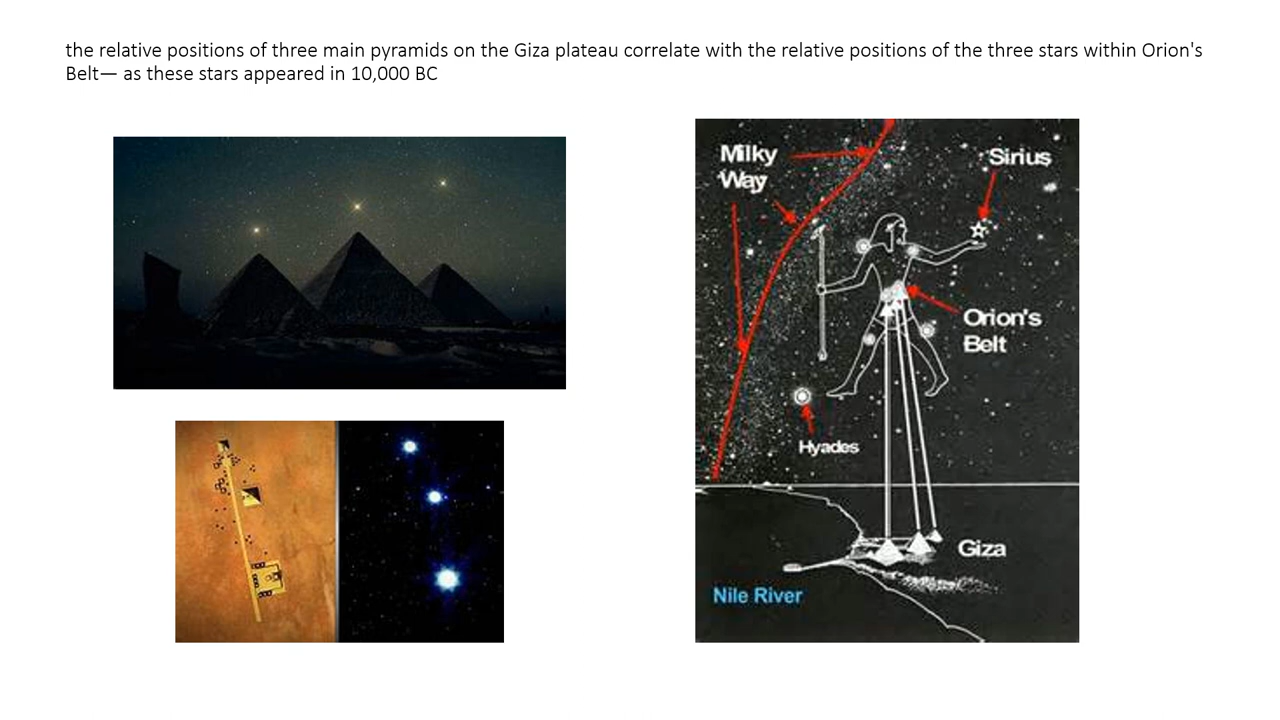 the relative positions of three main pyramids on the Giza plateau correlate with the relative positions of the three stars within Orion's
Belt— as these stars appeared in 10,000 BC
Milky
Way
Sirius
Orion's
Belt
Hyades
Giza
Nile River